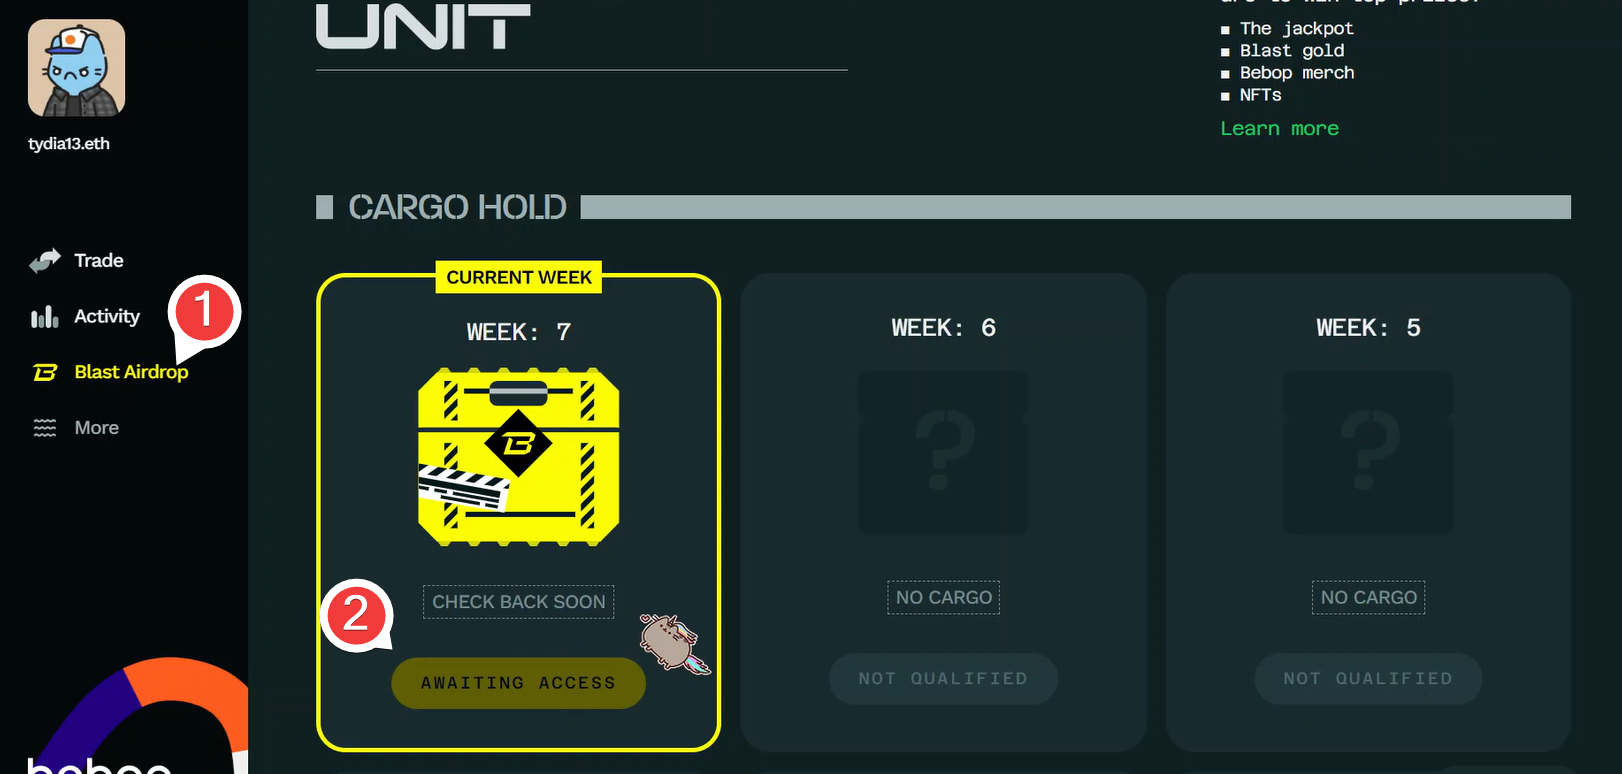 UNIT
The jackpot
Blast gold
Bebop merch
NFTs
Learn more
tydia13.eth
Trade
Activity
1
Blast Airdrop
More
CARGO HOLD
CURRENT WEEK
WEEK: 7
CHECK BACK SOON
2
AWAITING ACCESS
WEEK: 6
?
NO CARGO
NOT QUALIFIED
WEEK: 5
?
NO CARGO
NOT QUALIFIED